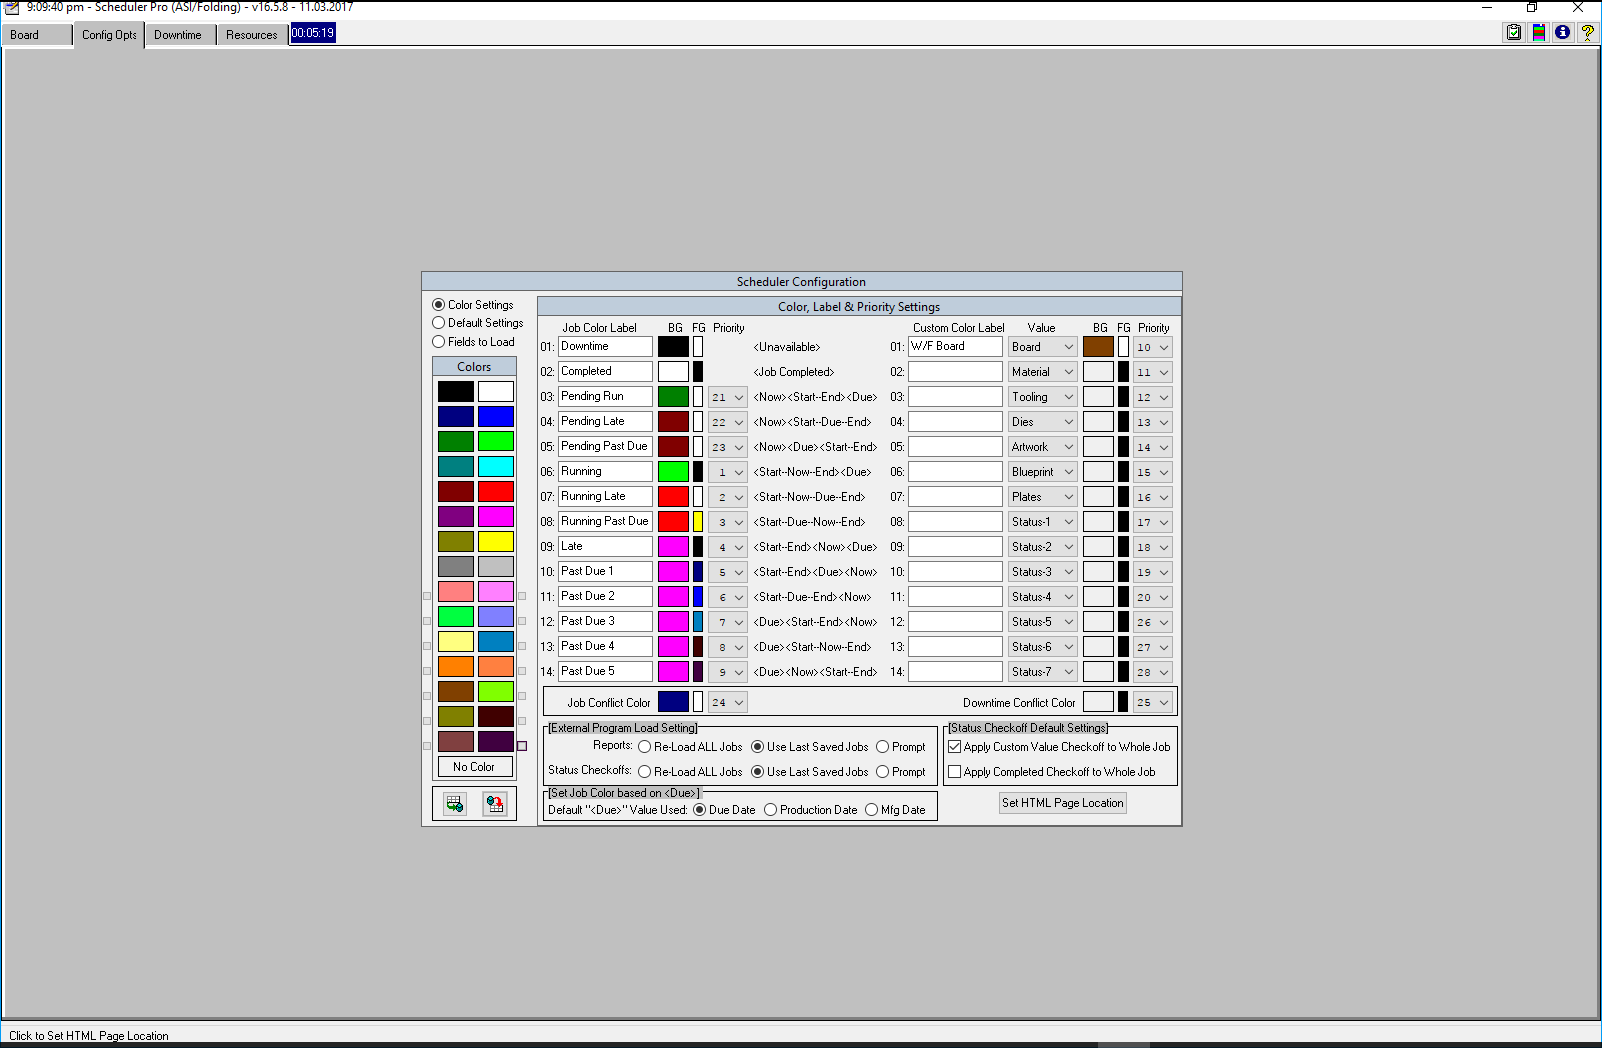 9:09:40 pm - Scheduler Pro (ASI/Folding) - v16.5.8 - 11.03.2017
Board Config Opts Downtime Resources 00:05:19
Scheduler Configuration
Color Settings
Default Settings
Fields to Load
Colors
No Color
Color, Label & Priority Settings
Job Color Label BG FG Priority Custom Color Label Value BG FG Priority
01: Downtime <Unavailable> 01: W/F Board Board 10
02: Completed <Job Completed> 02: Material 11
03: Pending Run 21 <Now><Start--End><Due> 03: Tooling 12
04: Pending Late 22 <Now><Start--Due--End> 04: Dies 13
05: Pending Past Due 23 <Now><Due><Start--End> 05: Artwork 14
06: Running 1 <Start--Now--End><Due> 06: Blueprint 15
07: Running Late 2 <Start--Now--Due--End> 07: Plates 16
08: Running Past Due 3 <Start--Due--Now--End> 08: Status-1 17
09: Late 4 <Start--End><Now><Due> 09: Status-2 18
10: Past Due 1 5 <Start--End><Due><Now> 10: Status-3 19
11: Past Due 2 6 <Start--Due--End><Now> 11: Status-4 20
12: Past Due 3 7 <Due><Start--End><Now> 12: Status-5 26
13: Past Due 4 8 <Due><Start--Now--End> 13: Status-6 27
14: Past Due 5 9 <Due><Now><Start--End> 14: Status-7 28
Job Conflict Color 24 Downtime Conflict Color 25
[External Program Load Setting]
Reports: Re-Load ALL Jobs Use Last Saved Jobs Prompt
Status Checkoffs: Re-Load ALL Jobs Use Last Saved Jobs Prompt
[Status Checkoff Default Settings]
Apply Custom Value Checkoff to Whole Job
Apply Completed Checkoff to Whole Job
[Set Job Color based on <Due>]
Default "<Due>" Value Used: Due Date Production Date Mfg Date
Set HTML Page Location
Click to Set HTML Page Location